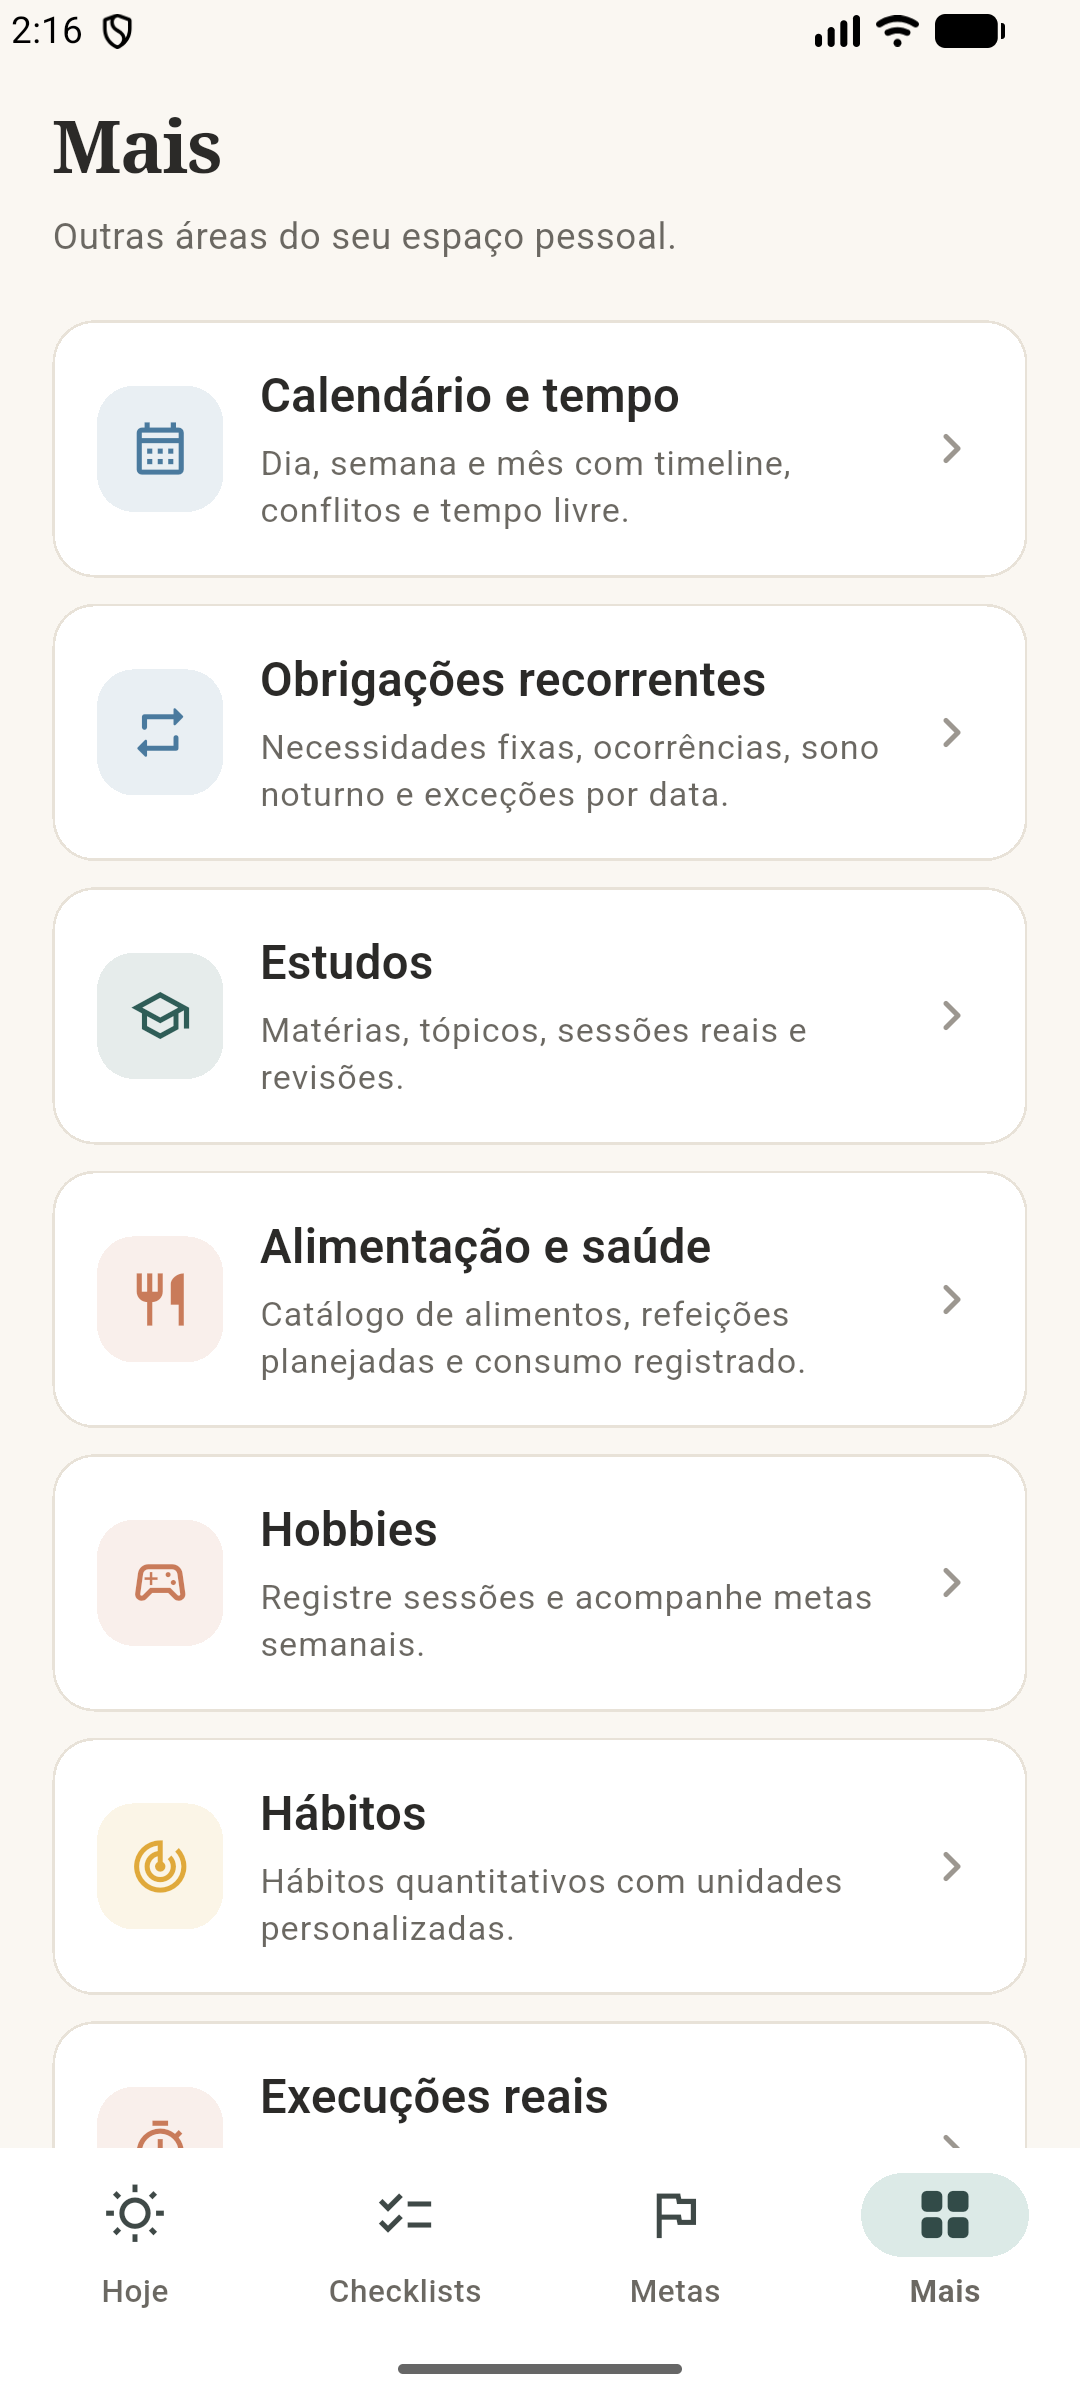 2:16
Mais
Outras áreas do seu espaço pessoal.
Calendário e tempo
Dia, semana e mês com timeline,
conflitos e tempo livre.
Obrigações recorrentes
Necessidades fixas, ocorrências, sono
noturno e exceções por data.
Estudos
Matérias, tópicos, sessões reais e
revisões.
Alimentação e saúde
Catálogo de alimentos, refeições
planejadas e consumo registrado.
Hobbies
Registre sessões e acompanhe metas
semanais.
Hábitos
Hábitos quantitativos com unidades
personalizadas.
Execuções reais
Hoje
Checklists
Metas
Mais